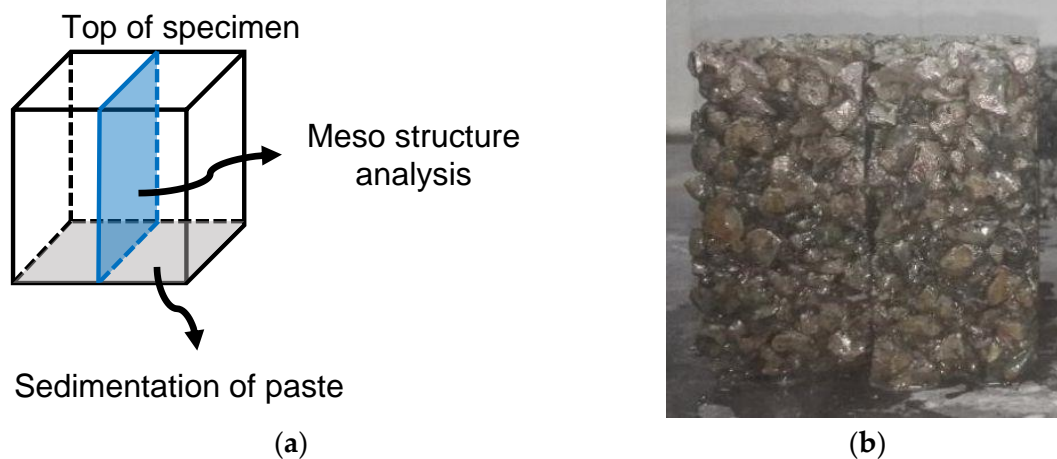 Top of specimen
Meso structure
analysis
Sedimentation of paste
(a)
(b)